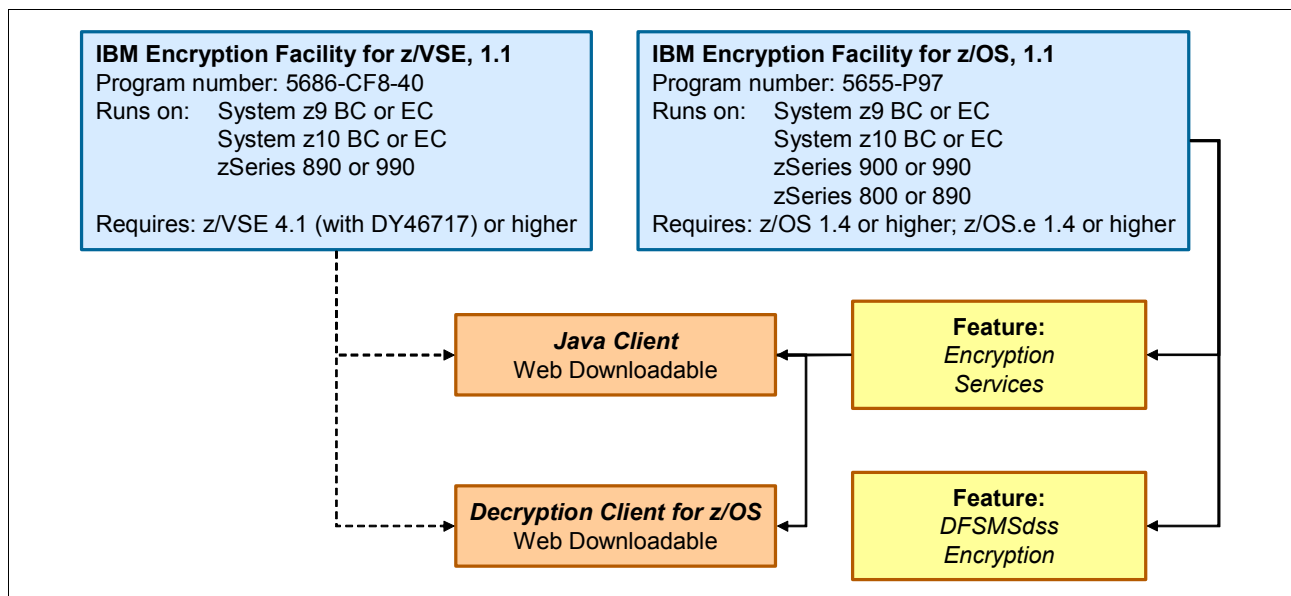 IBM Encryption Facility for z/VSE, 1.1
Program number: 5686-CF8-40
Runs on: System z9 BC or EC
System z10 BC or EC
zSeries 890 or 990
Requires: z/VSE 4.1 (with DY46717) or higher
IBM Encryption Facility for z/OS, 1.1
Program number: 5655-P97
Runs on: System z9 BC or EC
System z10 BC or EC
zSeries 900 or 990
zSeries 800 or 890
Requires: z/OS 1.4 or higher; z/OS.e 1.4 or higher
Java Client
Web Downloadable
Feature:
Encryption
Services
Decryption Client for z/OS
Web Downloadable
Feature:
DFSMSdss
Encryption